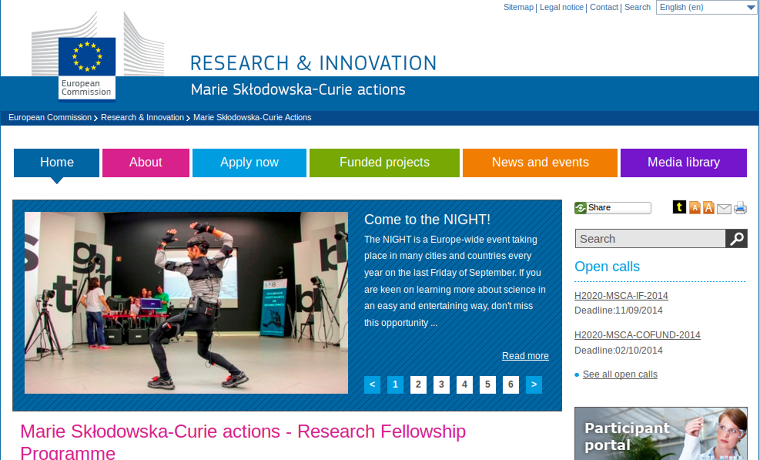 Sitemap | Legal notice | Contact | Search English (en)
European
Commission
RESEARCH & INNOVATION
Marie Skłodowska-Curie actions
European Commission > Research & Innovation > Marie Skłodowska-Curie Actions
Home About Apply now Funded projects News and events Media library
Come to the NIGHT!
The NIGHT is a Europe-wide event taking
place in many cities and countries every
year on the last Friday of September. If you
are keen on learning more about science in
an easy and entertaining way, don't miss
this opportunity ...
Read more
< 1 2 3 4 5 6 >
Share t A A
Search
Open calls
H2020-MSCA-IF-2014
Deadline:11/09/2014
H2020-MSCA-COFUND-2014
Deadline:02/10/2014
See all open calls
Participant
portal
Marie Skłodowska-Curie actions - Research Fellowship
Programme